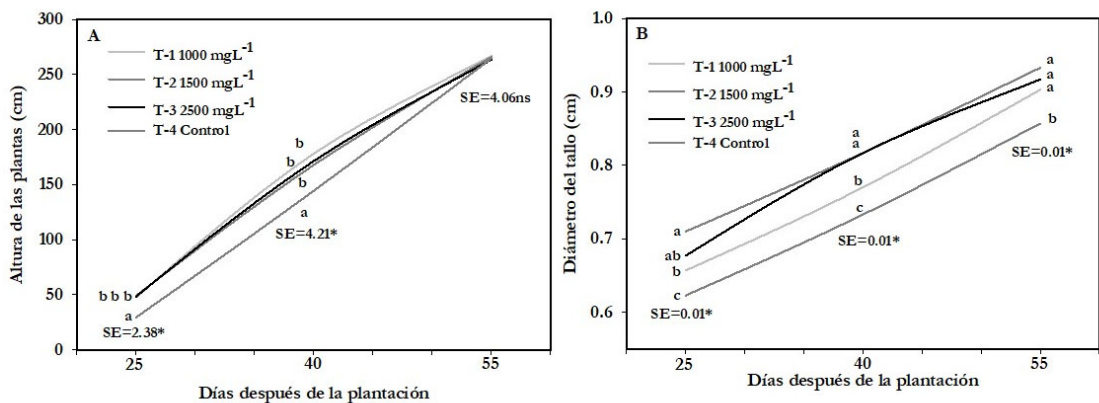 A
T-1 1000 mgL-1
T-2 1500 mgL-1
T-3 2500 mgL-1
T-4 Control
Altura de las plantas (cm)
300
250
200
150
100
50
0
b
b
b
a
b b b
a
SE=2.38*
SE=4.21*
SE=4.06ns
25
40
55
Días después de la plantación
B
T-1 1000 mgL-1
T-2 1500 mgL-1
T-3 2500 mgL-1
T-4 Control
Diámetro del tallo (cm)
1.0
0.9
0.8
0.7
0.6
a
ab
b
c
SE=0.01*
a
a
b
c
SE=0.01*
a
a
a
b
SE=0.01*
25
40
55
Días después de la plantación